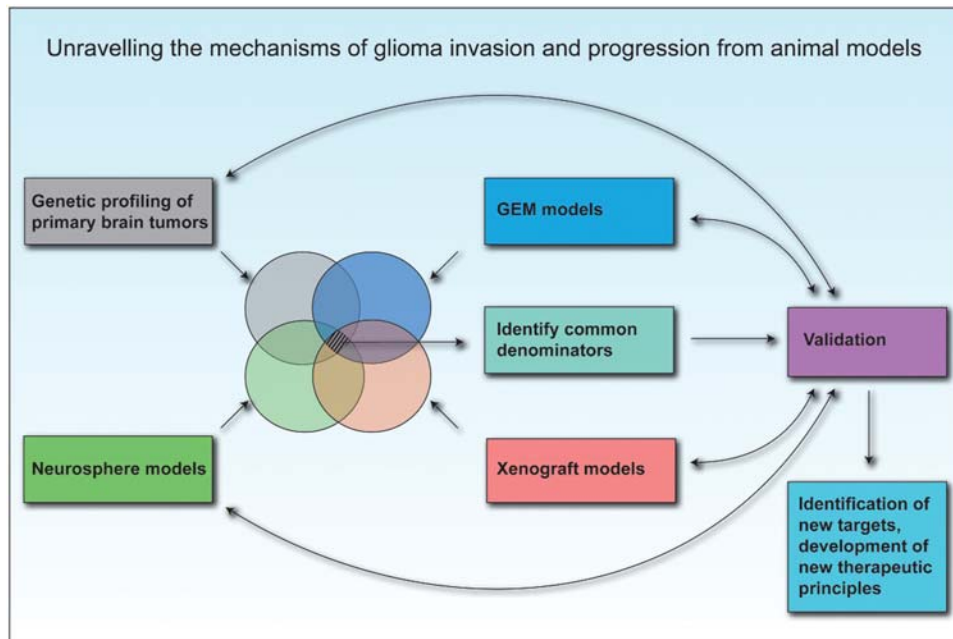 Unravelling the mechanisms of glioma invasion and progression from animal models
Genetic profiling of
primary brain tumors
GEM models
Identify common
denominators
Validation
Neurosphere models
Xenograft models
Identification of
new targets,
development of
new therapeutic
principles